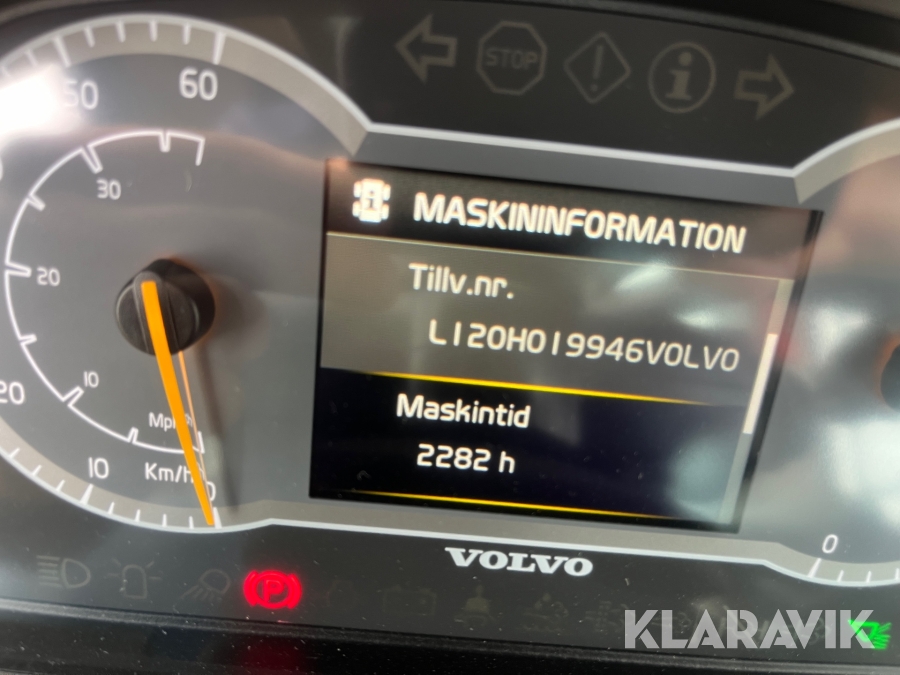 STOP
50
60
30
20
10
Mph
20
10
Km/h
0
MASKININFORMATION
Tillv.nr.
L120H019946VOLVO
Maskintid
2282 h
VOLVO
0
P
KLARAVIK